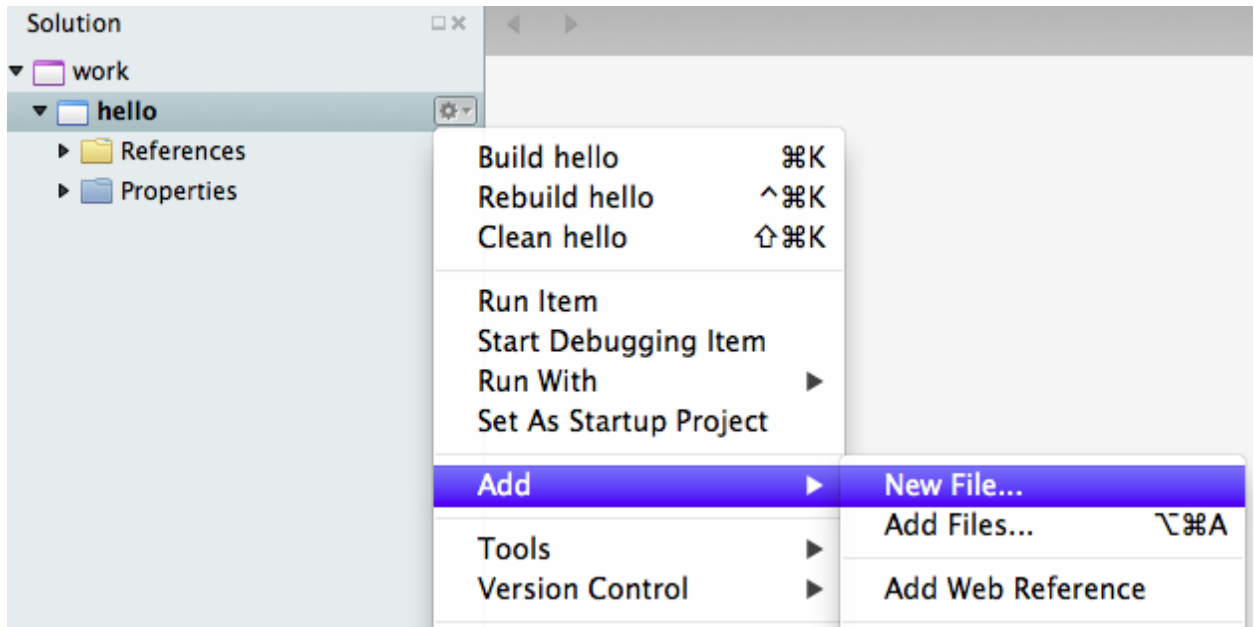 Solution
work
hello
References
Properties
Build hello ⌘K
Rebuild hello ^⌘K
Clean hello ⇧⌘K
Run Item
Start Debugging Item
Run With
Set As Startup Project
Add
New File...
Add Files... ⌥⌘A
Tools
Version Control
Add Web Reference